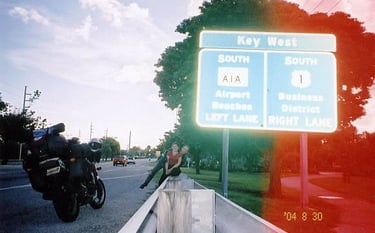 Key West
SOUTH
A1A
Airport
Beaches
LEFT LANE
SOUTH
1
Business
District
RIGHT LANE
'04 8 30